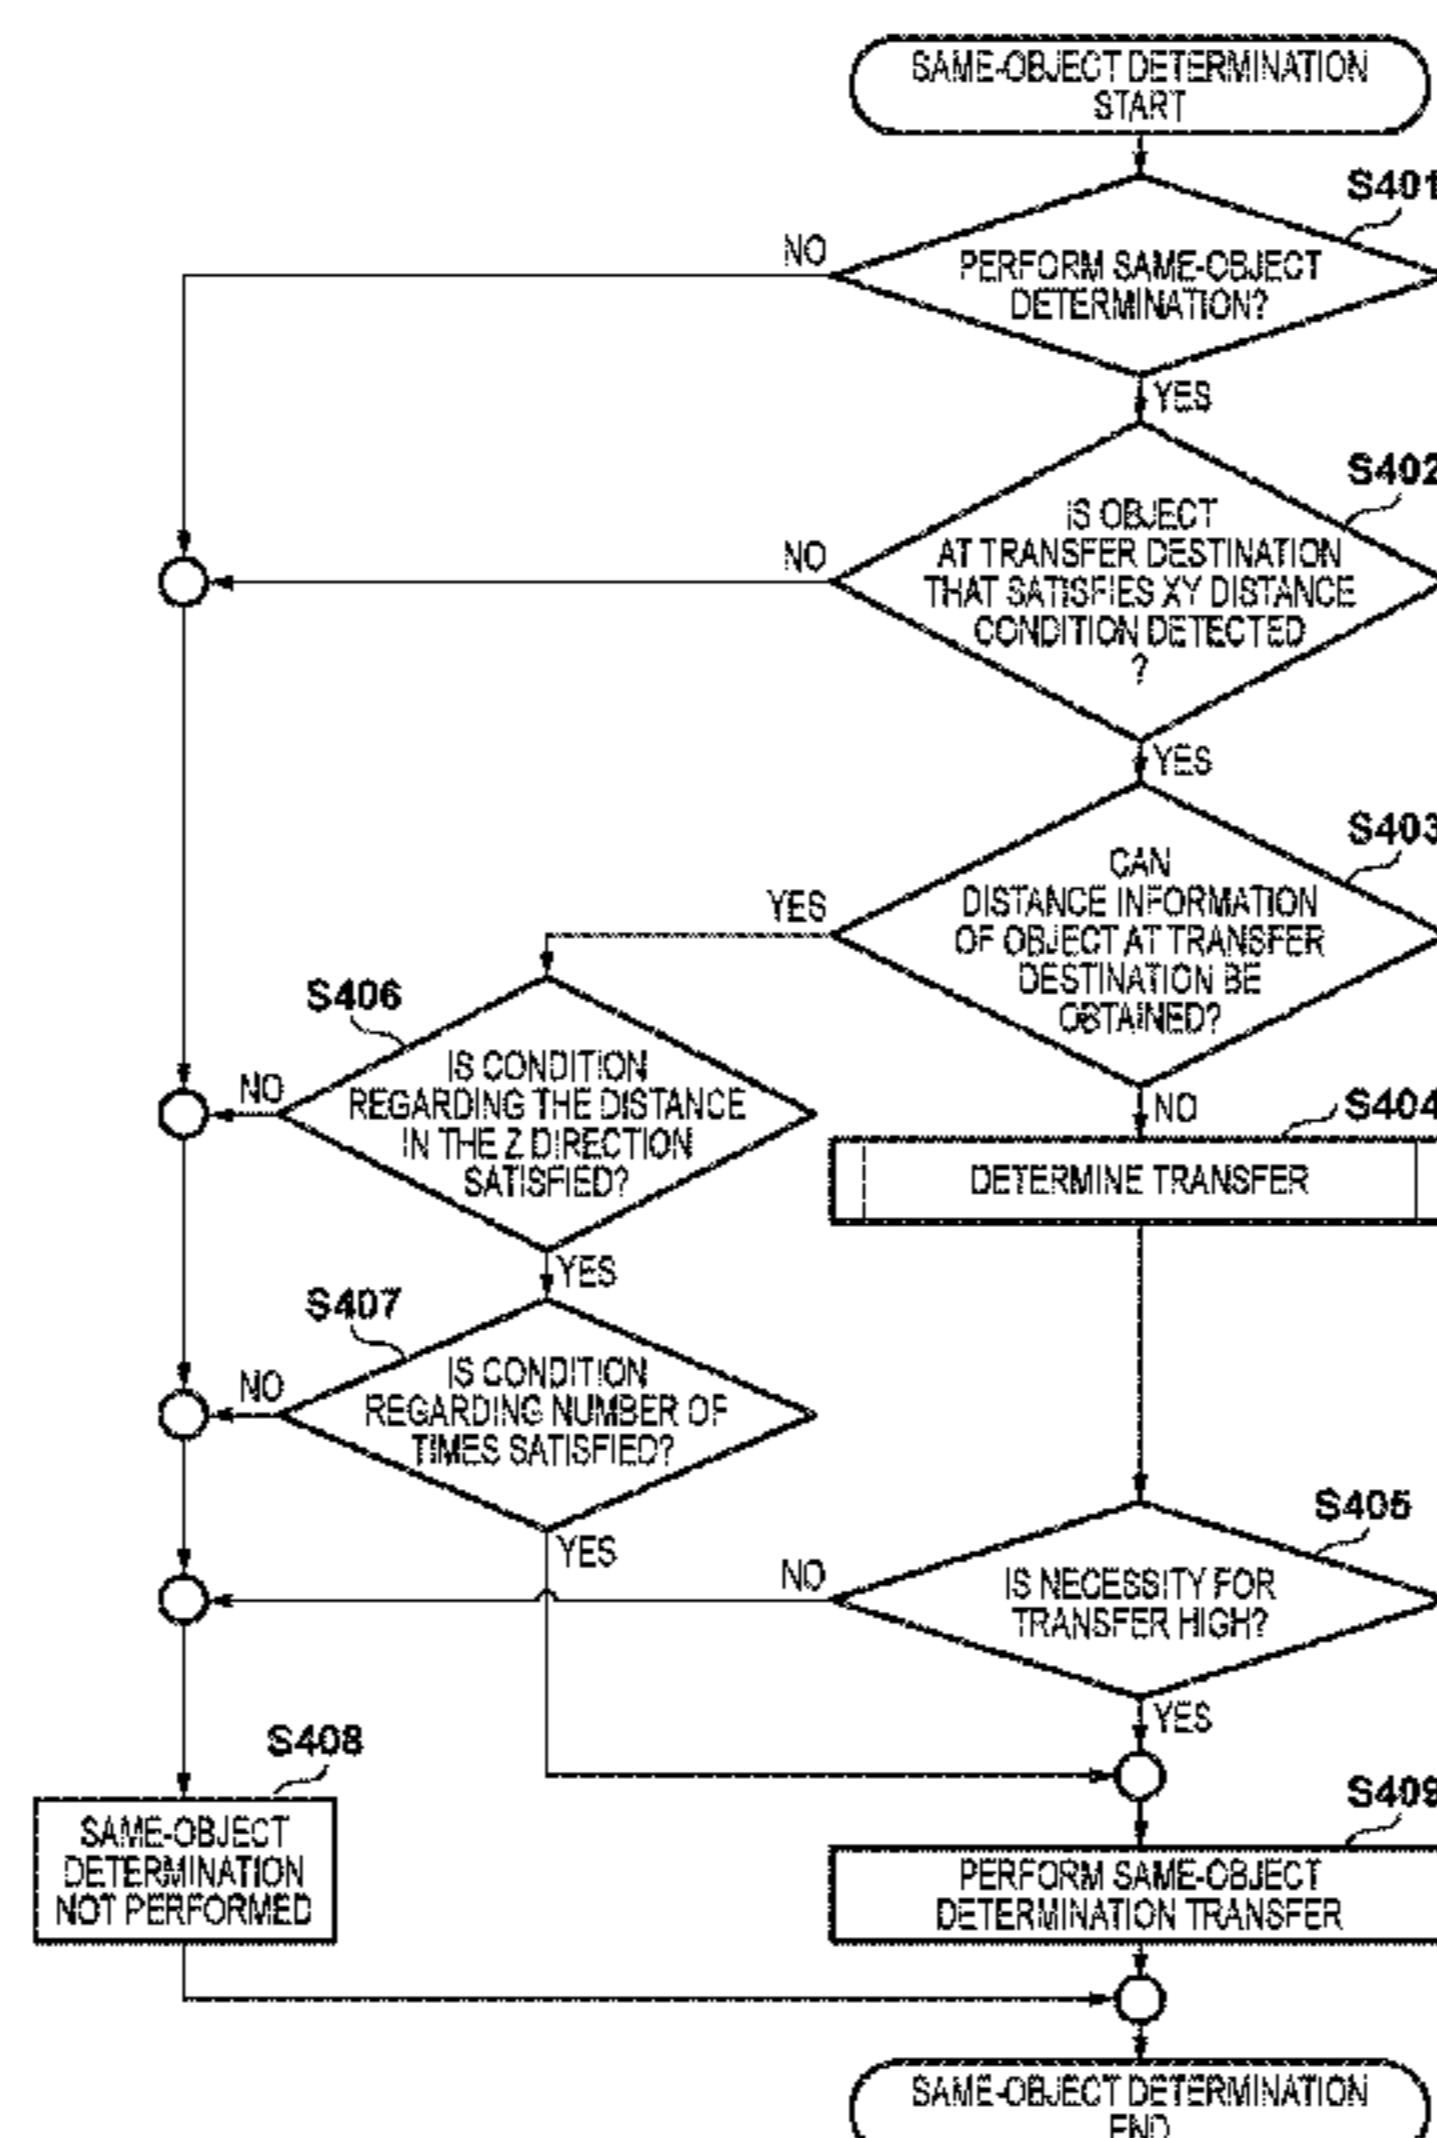 SAME-OBJECT DETERMINATION
START
S401
NO
PERFORM SAME-OBJECT
DETERMINATION?
YES
S402
IS OBJECT
NO
AT TRANSFER DESTINATION
THAT SATISFIES XY DISTANCE
CONDITION DETECTED
?
YES
S403
CAN
YES
DISTANCE INFORMATION
OF OBJECT AT TRANSFER
DESTINATION BE
OBTAINED?
S406
NO
IS CONDITION
REGARDING THE DISTANCE
IN THE Z DIRECTION
SATISFIED?
NO
S404
DETERMINE TRANSFER
YES
S407
NO
IS CONDITION
REGARDING NUMBER OF
TIMES SATISFIED?
YES
S405
NO
IS NECESSITY FOR
TRANSFER HIGH?
YES
S408
SAME-OBJECT
DETERMINATION
NOT PERFORMED
S409
PERFORM SAME-OBJECT
DETERMINATION TRANSFER
SAME-OBJECT DETERMINATION
END